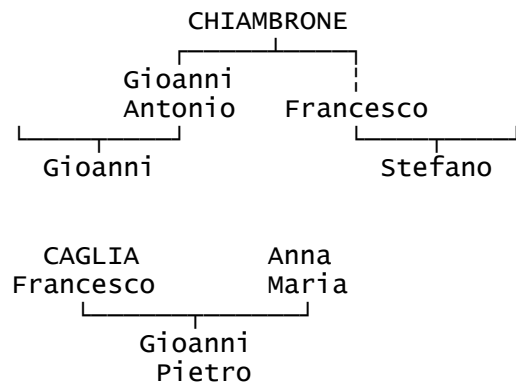 CHIAMBRONE
Gioanni
Antonio Francesco
Gioanni Stefano
CAGLIA Anna
Francesco Maria
Gioanni
Pietro